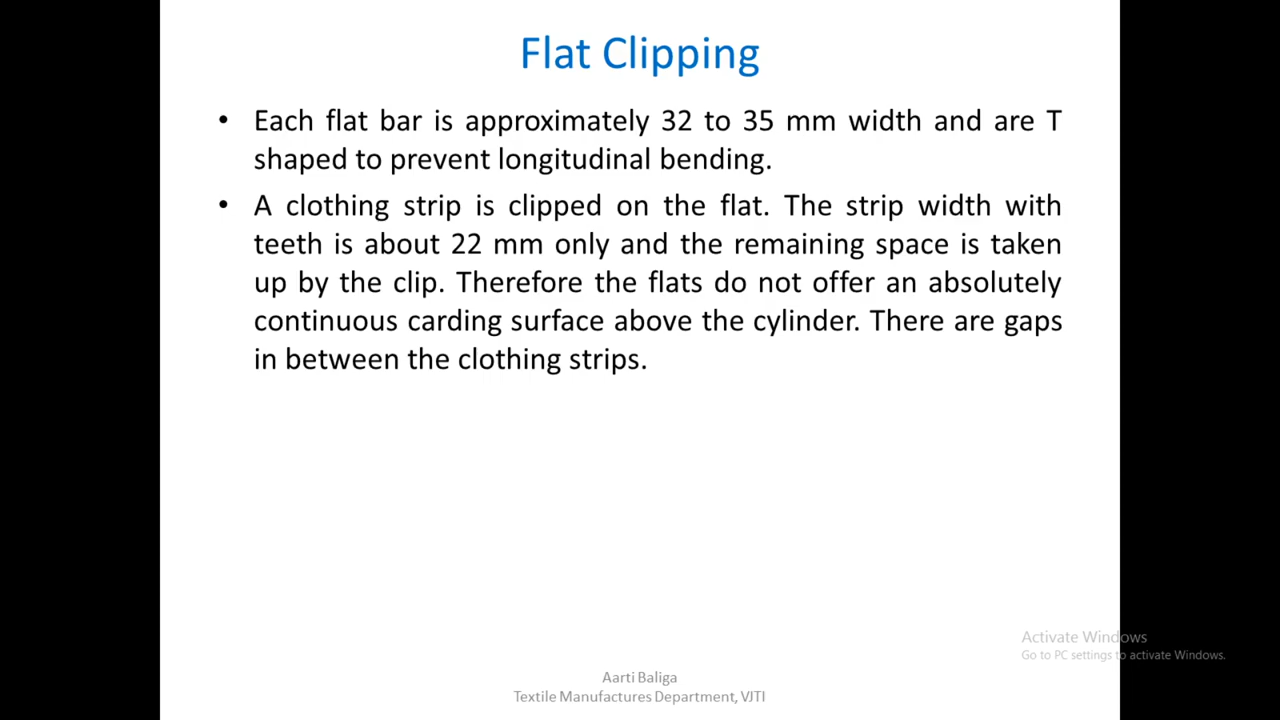 Flat Clipping
• Each flat bar is approximately 32 to 35 mm width and are T
shaped to prevent longitudinal bending.
• A clothing strip is clipped on the flat. The strip width with
teeth is about 22 mm only and the remaining space is taken
up by the clip. Therefore the flats do not offer an absolutely
continuous carding surface above the cylinder. There are gaps
in between the clothing strips.
Activate Windows
Go to PC settings to activate Windows.
Aarti Baliga
Textile Manufactures Department, VJTI